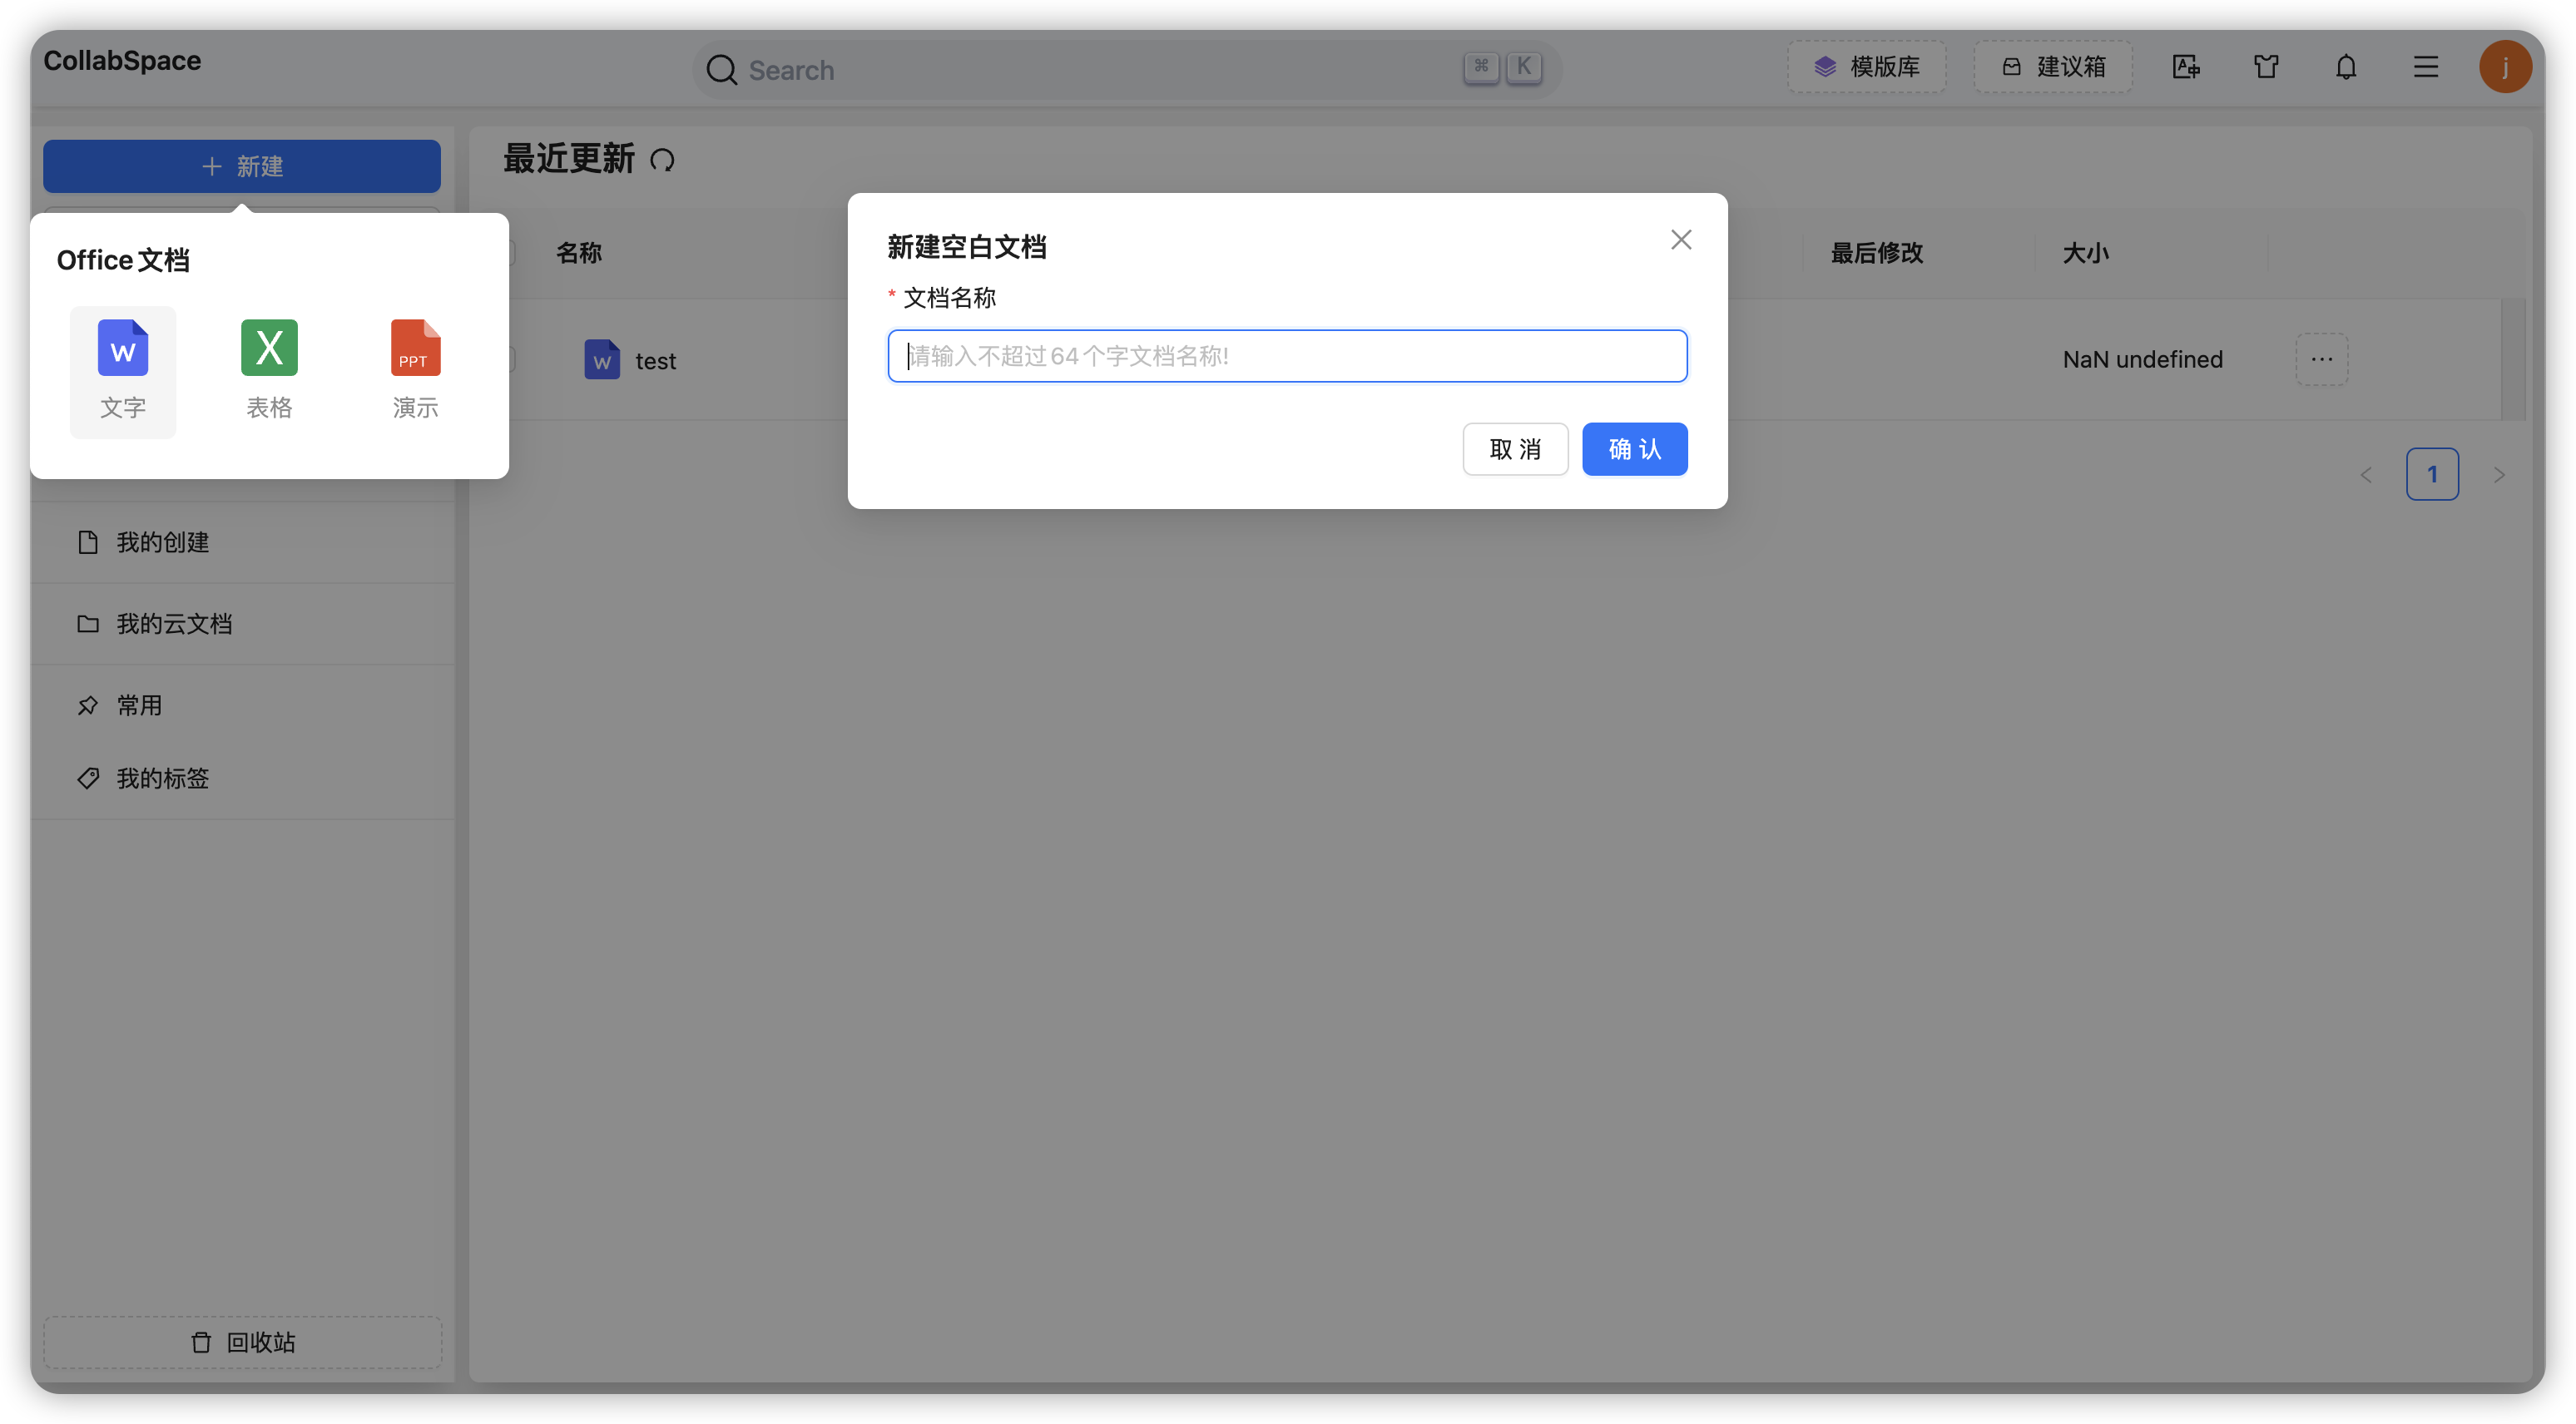 CollabSpace
Search
⌘ K
模版库
建议箱
j
新建
最近更新
Office 文档
W
文字
X
表格
PPT
演示
名称
最后修改
大小
W test
NaN undefined
···
新建空白文档
* 文档名称
请输入不超过64个字文档名称!
取 消
确 认
< 1 >
我的创建
我的云文档
常用
我的标签
回收站